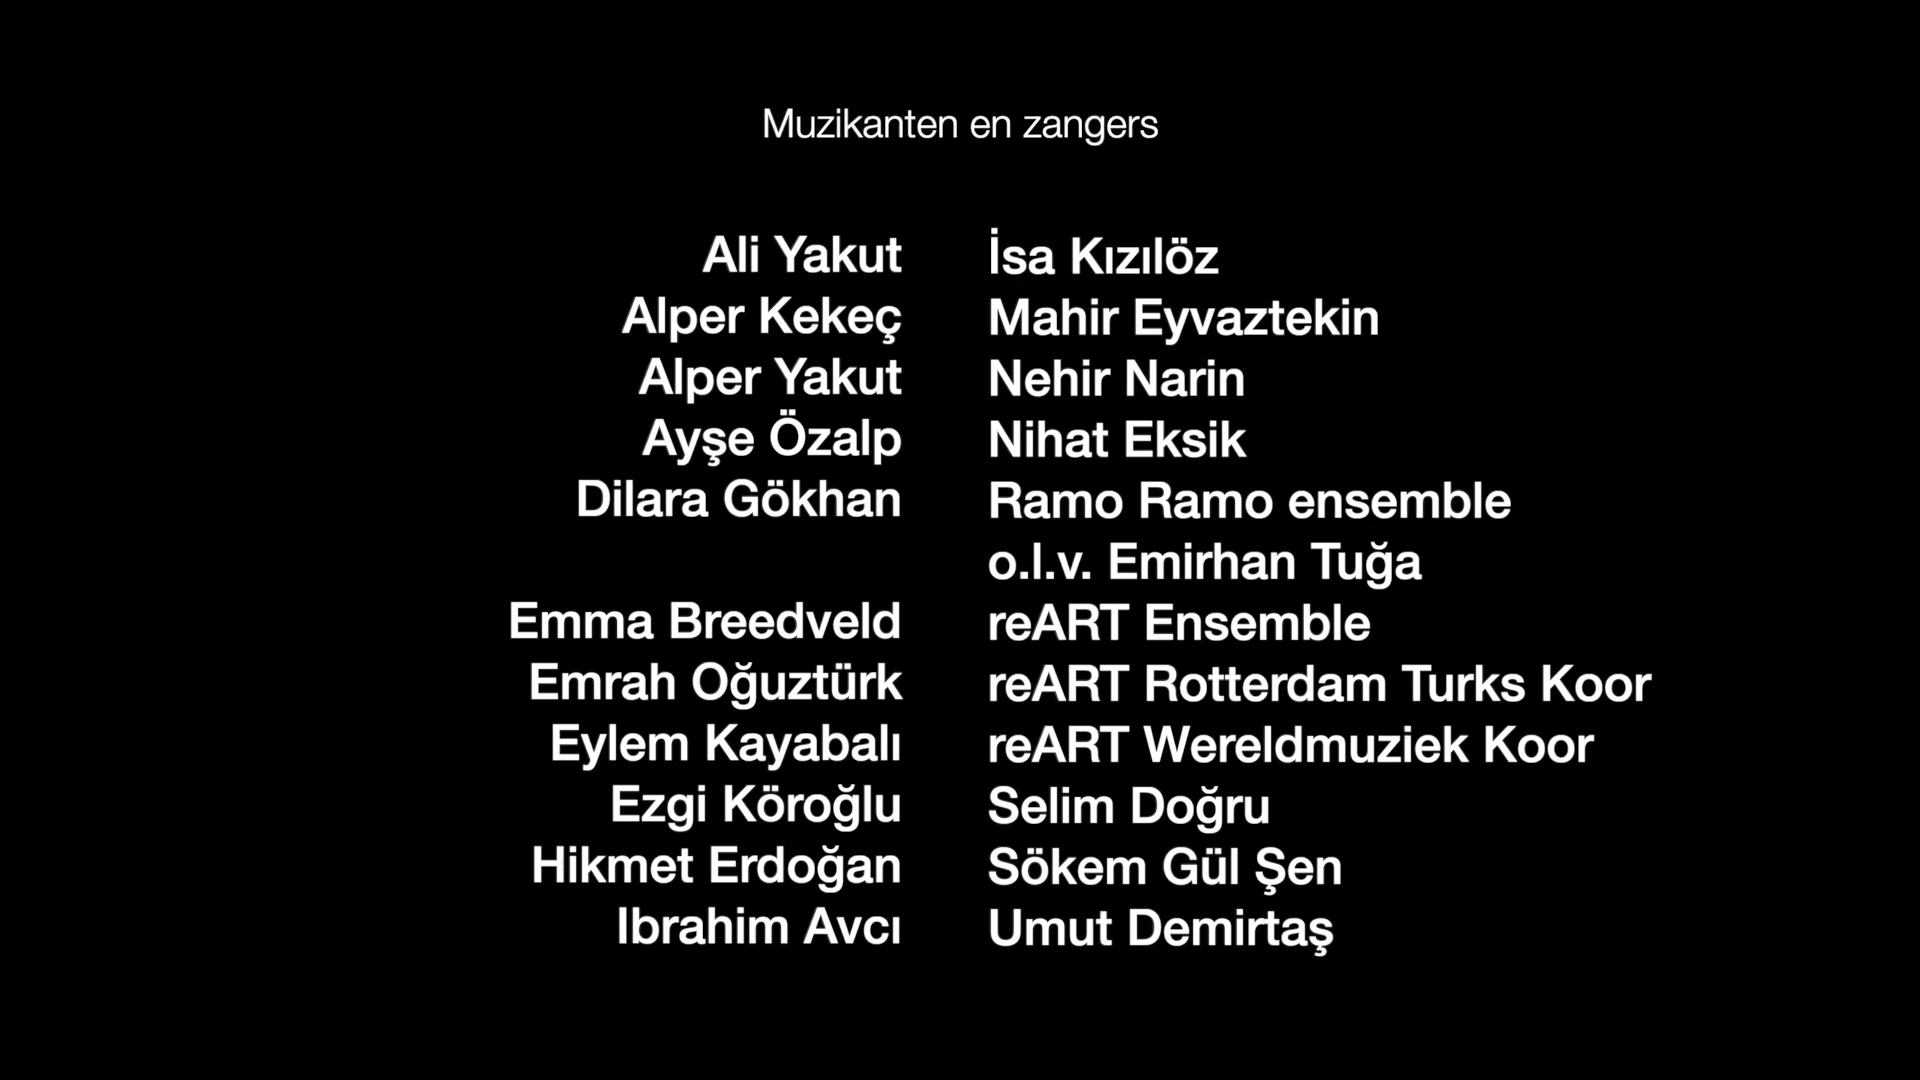 Muzikanten en zangers
Ali Yakut
Alper Kekeç
Alper Yakut
Ayşe Özalp
Dilara Gökhan
Emma Breedveld
Emrah Oğuztürk
Eylem Kayabalı
Ezgi Köroğlu
Hikmet Erdoğan
Ibrahim Avcı
İsa Kızılöz
Mahir Eyvaztekin
Nehir Narin
Nihat Eksik
Ramo Ramo ensemble
o.l.v. Emirhan Tuğa
reART Ensemble
reART Rotterdam Turks Koor
reART Wereldmuziek Koor
Selim Doğru
Sökem Gül Şen
Umut Demirtaş